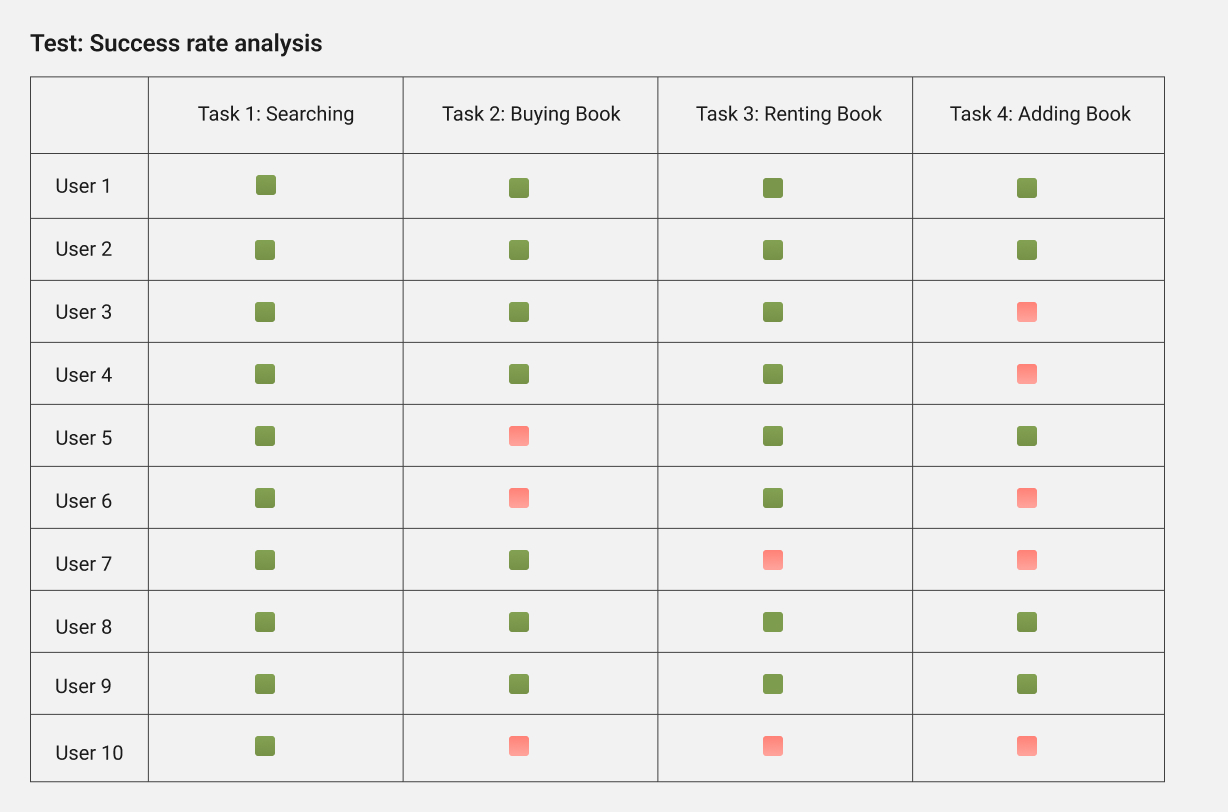 Test: Success rate analysis
Task 1: Searching
Task 2: Buying Book
Task 3: Renting Book
Task 4: Adding Book
User 1
User 2
User 3
User 4
User 5
User 6
User 7
User 8
User 9
User 10